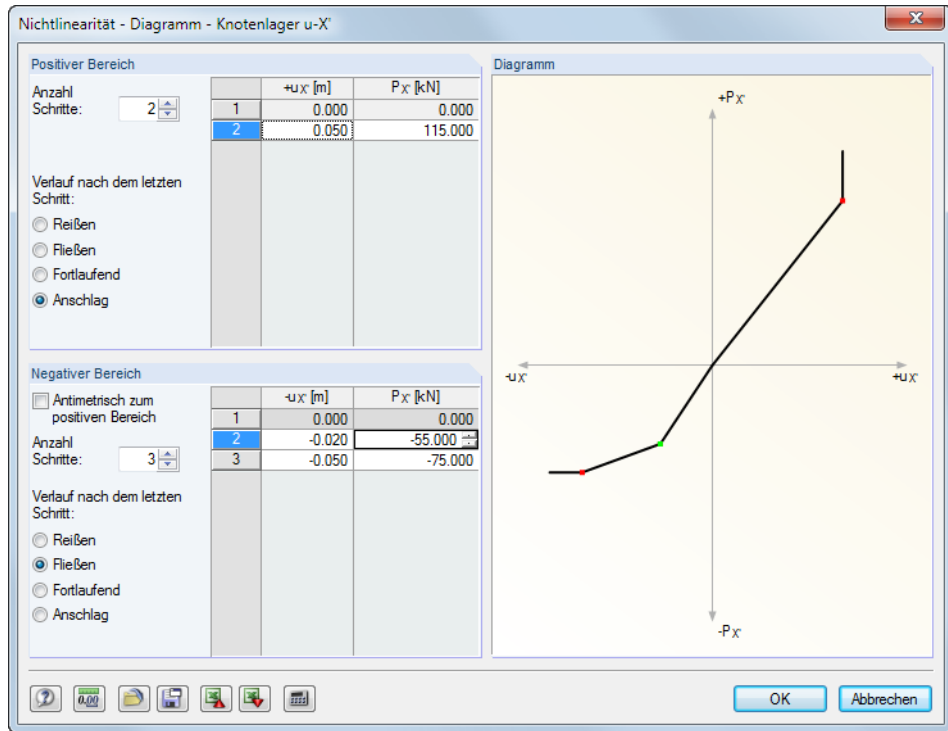 Nichtlinearität - Diagramm - Knotenlager u-X'
Positiver Bereich
Anzahl
Schritte: 2
+uX' [m] PX' [kN]
1 0.000 0.000
2 0.050 115.000
Verlauf nach dem letzten
Schritt:
Reißen
Fließen
Fortlaufend
Anschlag
Negativer Bereich
Antimetrisch zum
positiven Bereich
Anzahl
Schritte: 3
-uX' [m] PX' [kN]
1 0.000 0.000
2 -0.020 -55.000
3 -0.050 -75.000
Verlauf nach dem letzten
Schritt:
Reißen
Fließen
Fortlaufend
Anschlag
Diagramm
+PX'
-uX' +uX'
-PX'
0.00
OK Abbrechen